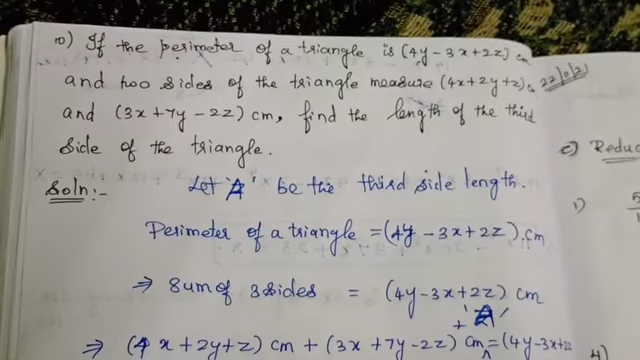 10) If the perimeter of a triangle is (4y - 3x + 2z) cm
and two sides of the triangle measure (4x + 2y + z) cm
and (3x + 7y - 2z) cm, find the length of the third
side of the triangle.
Soln:- Let 'A' be the third side length.
Perimeter of a triangle = (4y - 3x + 2z) cm
⇒ Sum of 3 sides = (4y - 3x + 2z) cm
+ 'A'
⇒ (4x + 2y + z) cm + (3x + 7y - 2z) cm = (4y - 3x + 2z
c) Reduc
1)
4)